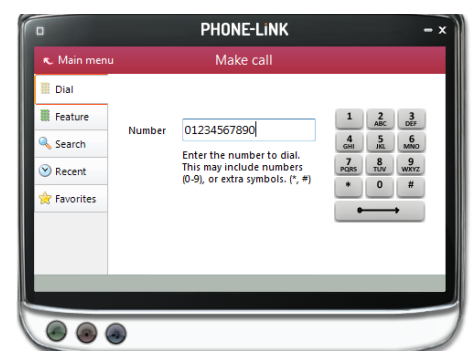 PHONE-LiNK
Main menu
Make call
Dial
Feature
Search
Recent
Favorites
Number 01234567890
Enter the number to dial.
This may include numbers
(0-9), or extra symbols. (*, #)
1 2 ABC 3 DEF
4 GHI 5 JKL 6 MNO
7 PQRS 8 TUV 9 WXYZ
* 0 #